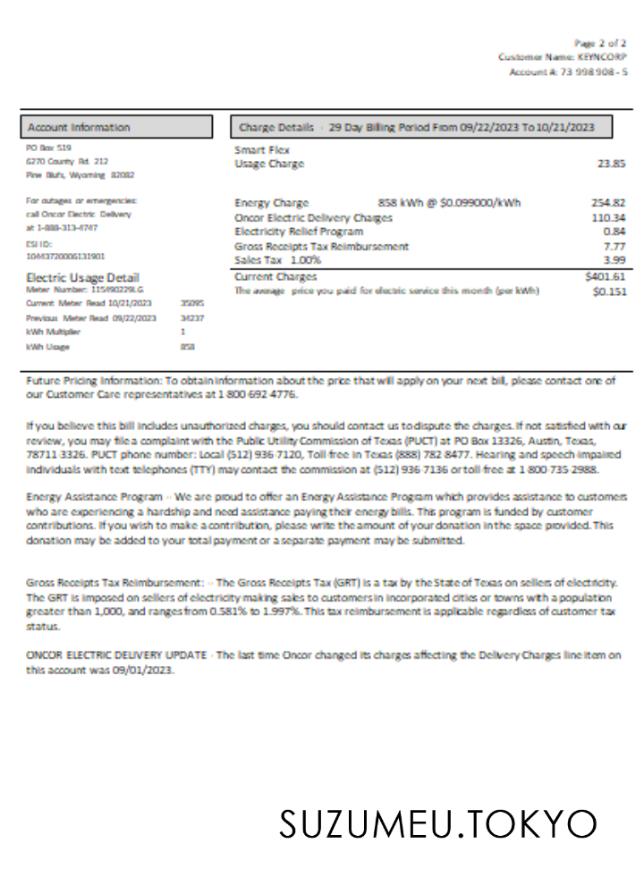 Page 2 of 2
Customer Name: KEYNCORP
Account #: 73 998 908 - 5
Account Information
PO Box 519
6270 County Rd. 212
Pine Blufs, Wyoming 82082
For outages or emergencies:
call Oncor Electric Delivery
at 1-888-313-4747
ESI ID:
10443720006131901
Electric Usage Detail
Meter Number: 115490229LG
Current Meter Read 10/21/2023 35095
Previous Meter Read 09/22/2023 34237
kWh Multiplier 1
kWh Usage 858
Charge Details - 29 Day Billing Period From 09/22/2023 To 10/21/2023
Smart Flex
Usage Charge 23.85
Energy Charge 858 kWh @ $0.099000/kWh 254.82
Oncor Electric Delivery Charges 110.34
Electricity Relief Program 0.84
Gross Receipts Tax Reimbursement 7.77
Sales Tax 1.00% 3.99
Current Charges $401.61
The average price you paid for electric service this month (per kWh) $0.151
Future Pricing Information: To obtain information about the price that will apply on your next bill, please contact one of
our Customer Care representatives at 1 800-692-4776.
If you believe this bill includes unauthorized charges, you should contact us to dispute the charges. If not satisfied with our
review, you may file a complaint with the Public Utility Commission of Texas (PUCT) at PO Box 13326, Austin, Texas,
78711-3326. PUCT phone number: Local (512) 936-7120, Toll free in Texas (888) 782-8477. Hearing and speech-impaired
individuals with text telephones (TTY) may contact the commission at (512) 936-7136 or toll-free at 1-800-735-2988.
Energy Assistance Program -- We are proud to offer an Energy Assistance Program which provides assistance to customers
who are experiencing a hardship and need assistance paying their energy bills. This program is funded by customer
contributions. If you wish to make a contribution, please write the amount of your donation in the space provided. This
donation may be added to your total payment or a separate payment may be submitted.
Gross Receipts Tax Reimbursement: -- The Gross Receipts Tax (GRT) is a tax by the State of Texas on sellers of electricity.
The GRT is imposed on sellers of electricity making sales to customers in incorporated cities or towns with a population
greater than 1,000, and ranges from 0.581% to 1.997%. This tax reimbursement is applicable regardless of customer tax
status.
ONCOR ELECTRIC DELIVERY UPDATE - The last time Oncor changed its charges affecting the Delivery Charges line item on
this account was 09/01/2023.
SUZUMEU.TOKYO